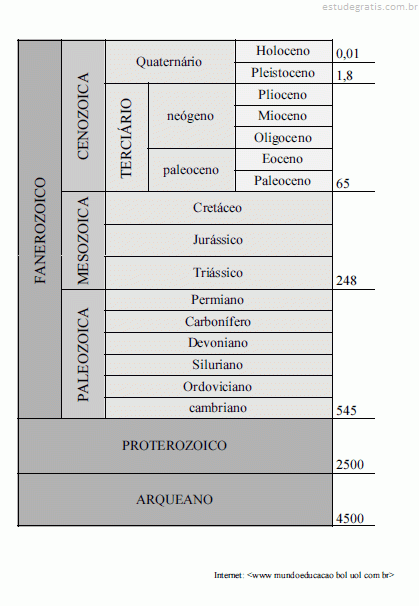 estudegratis.com.br
FANEROZOICO
CENOZOICA
Quaternário
Holoceno 0,01
Pleistoceno 1,8
TERCIÁRIO
neógeno
Plioceno
Mioceno
Oligoceno
paleoceno
Eoceno
Paleoceno 65
MESOZOICA
Cretáceo
Jurássico
Triássico 248
PALEOZOICA
Permiano
Carbonífero
Devoniano
Siluriano
Ordoviciano
cambriano 545
PROTEROZOICO 2500
ARQUEANO 4500
Internet: <www mundoeducacao bol uol com br>